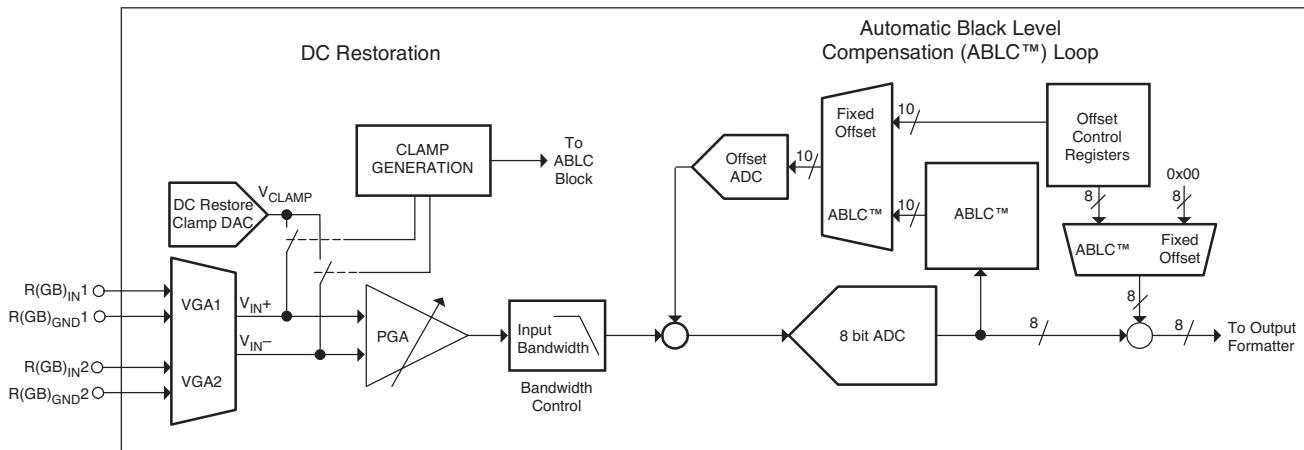 DC Restoration
Automatic Black Level
Compensation (ABLC™) Loop
CLAMP
GENERATION
To
ABLC
Block
DC Restore
Clamp DAC
VCLAMP
Offset
ADC
10
Fixed
Offset
ABLC™
10
10
ABLC™
Offset
Control
Registers
8
0x00
8
ABLC™
Fixed
Offset
8
R(GB)IN1
R(GB)GND1
R(GB)IN2
R(GB)GND2
VGA1
VGA2
VIN+
VIN−
PGA
Input
Bandwidth
Bandwidth
Control
8 bit ADC
8
8
To Output
Formatter